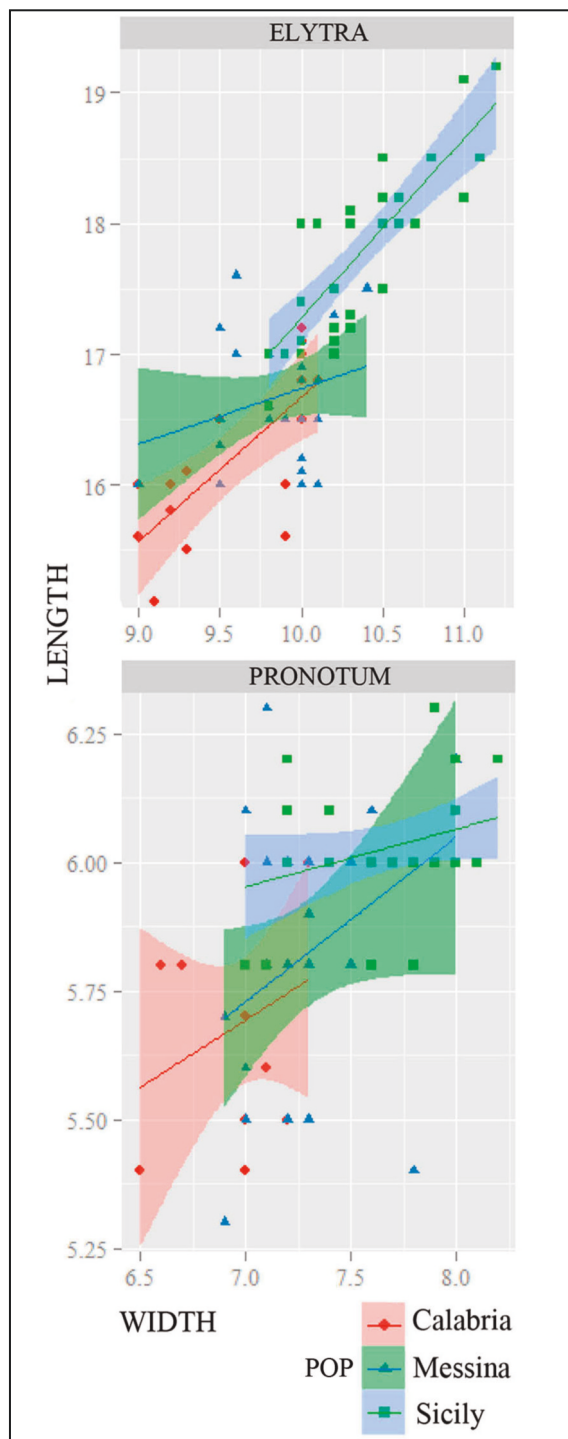 ELYTRA
19
18
17
16
9.0 9.5 10.0 10.5 11.0
LENGTH
PRONOTUM
6.25
6.00
5.75
5.50
5.25
6.5 7.0 7.5 8.0
WIDTH
POP
Calabria
Messina
Sicily